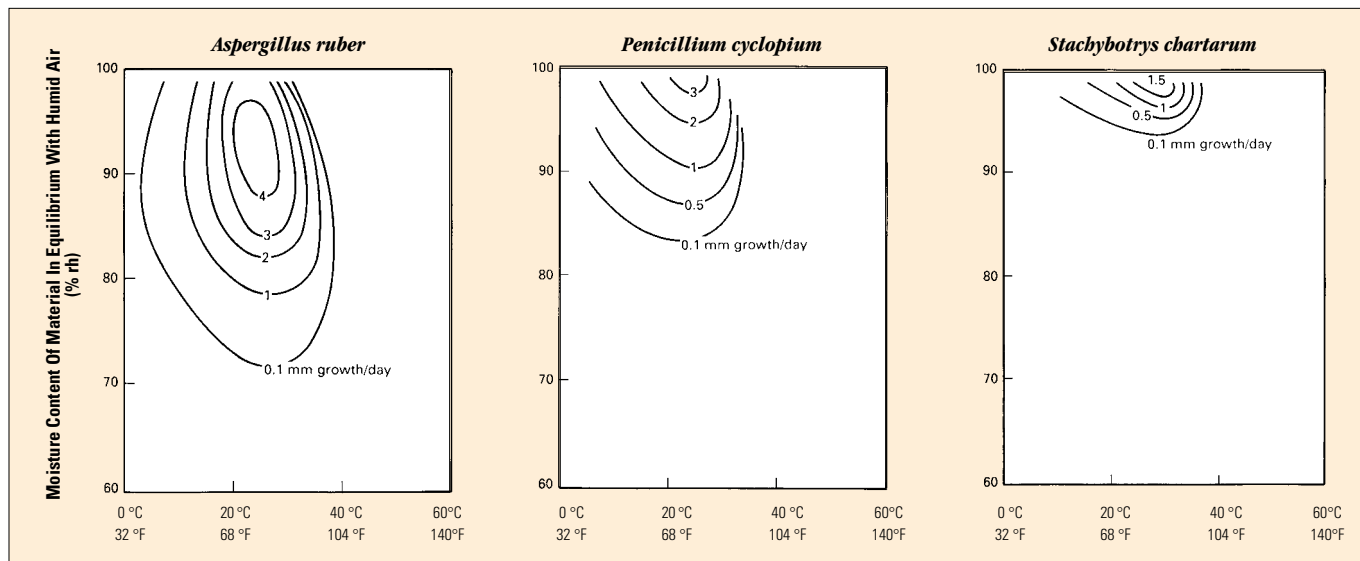 Aspergillus ruber
Penicillium cyclopium
Stachybotrys chartarum
Moisture Content Of Material In Equilibrium With Humid Air
(% rh)
100
90
80
70
60
4
3
2
1
0.1 mm growth/day
0 °C
20 °C
40 °C
60°C
32 °F
68 °F
104 °F
140°F
100
90
80
70
60
3
2
1
0.5
0.1 mm growth/day
0 °C
20 °C
40 °C
60°C
32 °F
68 °F
104 °F
140°F
100
90
80
70
60
1.5
1
0.5
0.1 mm growth/day
0 °C
20 °C
40 °C
60°C
32 °F
68 °F
104 °F
140°F